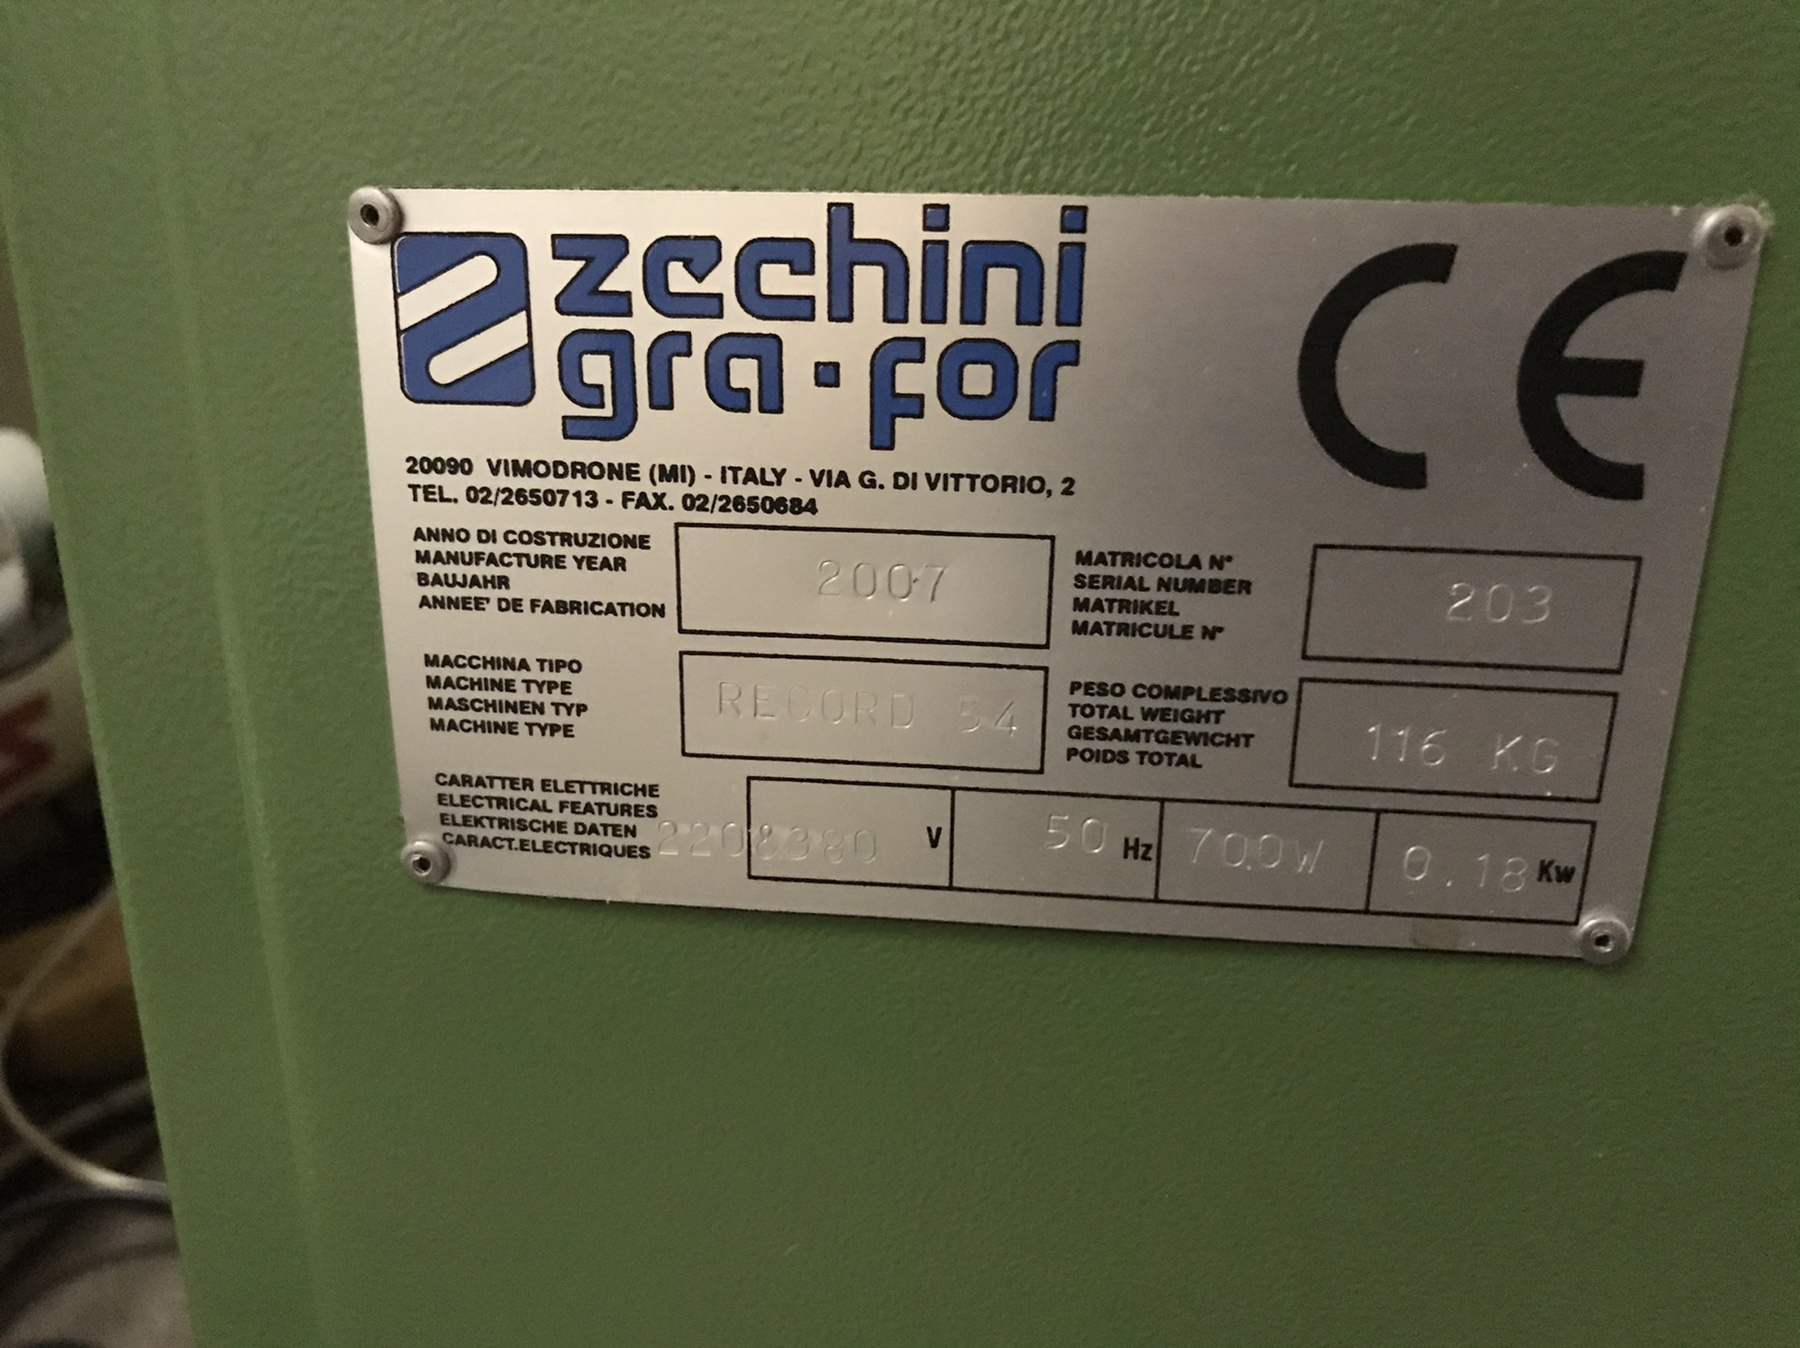 zechini
gra·for
CE
20090 VIMODRONE (MI) - ITALY - VIA G. DI VITTORIO, 2
TEL. 02/2650713 - FAX. 02/2650684
ANNO DI COSTRUZIONE
MANUFACTURE YEAR
BAUJAHR
ANNEE' DE FABRICATION
2007
MATRICOLA N°
SERIAL NUMBER
MATRIKEL
MATRICULE N°
203
MACCHINA TIPO
MACHINE TYPE
MASCHINEN TYP
MACHINE TYPE
RECORD 54
PESO COMPLESSIVO
TOTAL WEIGHT
GESAMTGEWICHT
POIDS TOTAL
116 KG
CARATTER ELETTRICHE
ELECTRICAL FEATURES
ELEKTRISCHE DATEN
CARACT.ELECTRIQUES
220&380 V
50 Hz
700W
0.18 Kw